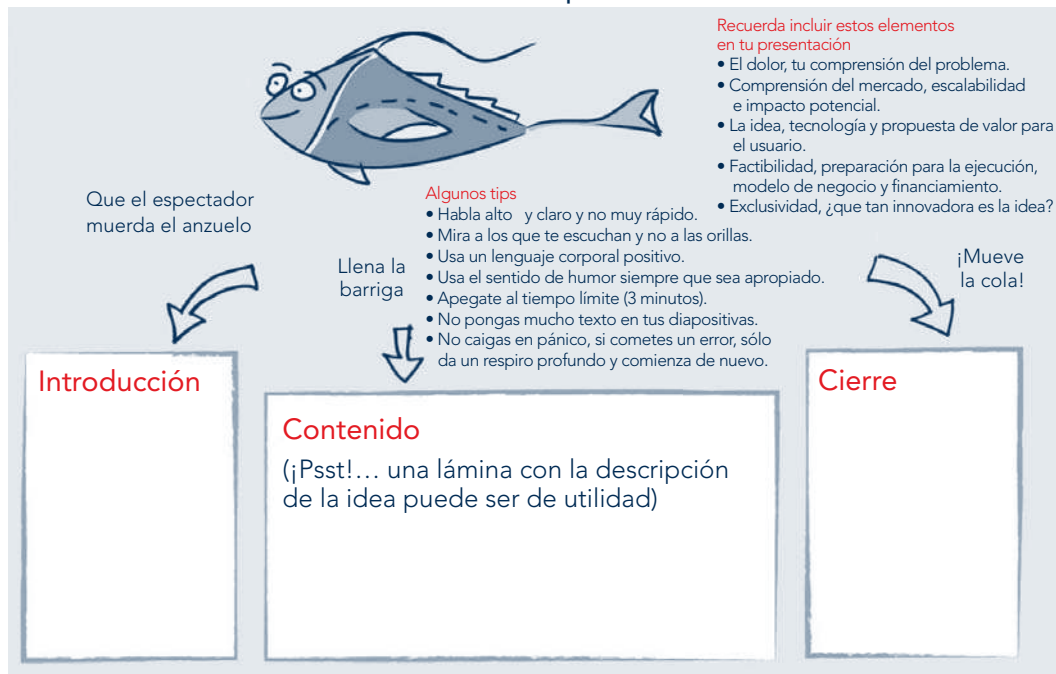 Recuerda incluir estos elementos
en tu presentación
• El dolor, tu comprensión del problema.
• Comprensión del mercado, escalabilidad
e impacto potencial.
• La idea, tecnología y propuesta de valor para
el usuario.
• Factibilidad, preparación para la ejecución,
modelo de negocio y financiamiento.
• Exclusividad, ¿que tan innovadora es la idea?
Que el espectador
muerda el anzuelo
Llena la
barriga
Algunos tips
• Habla alto y claro y no muy rápido.
• Mira a los que te escuchan y no a las orillas.
• Usa un lenguaje corporal positivo.
• Usa el sentido de humor siempre que sea apropiado.
• Apegate al tiempo límite (3 minutos).
• No pongas mucho texto en tus diapositivas.
• No caigas en pánico, si cometes un error, sólo
da un respiro profundo y comienza de nuevo.
¡Mueve
la cola!
Introducción
Contenido
(¡Psst!... una lámina con la descripción
de la idea puede ser de utilidad)
Cierre